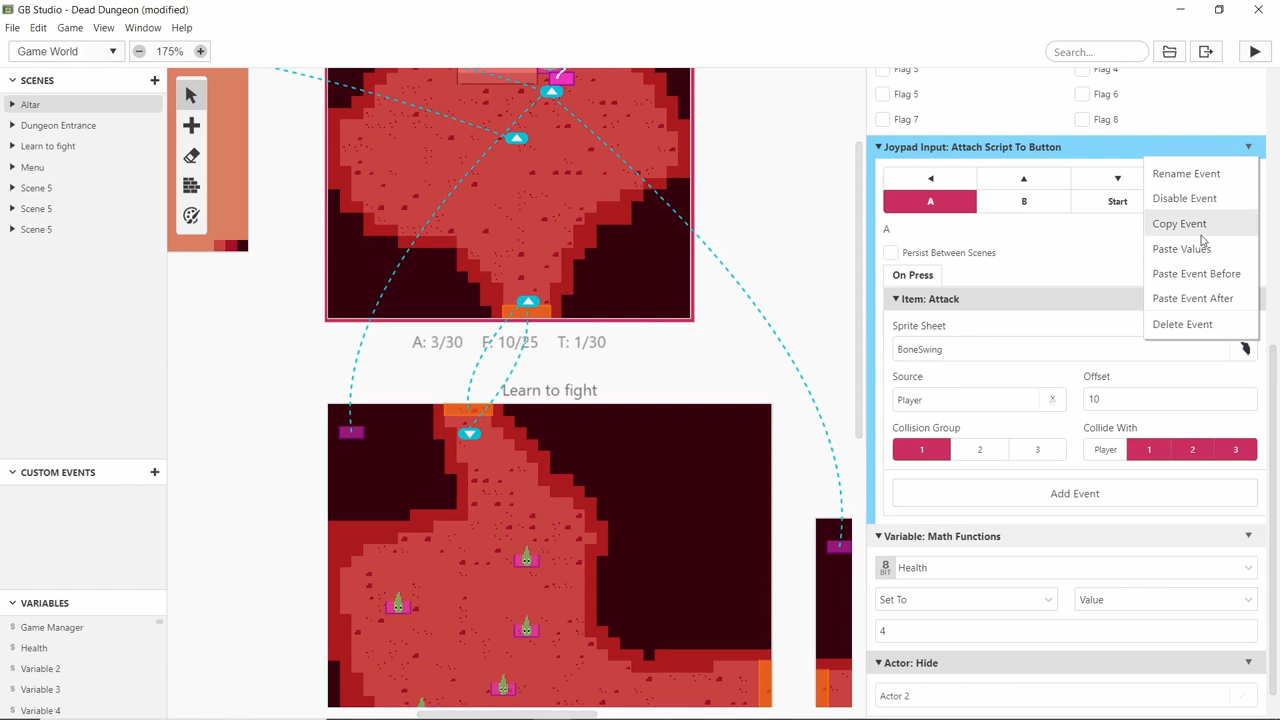 GB Studio - Dead Dungeon (modified)
File Edit Game View Window Help
Game World 175% Search...
SCENES
Altar
Dungeon Entrance
Learn to fight
Menu
Scene 5
Scene 5
Scene 5
CUSTOM EVENTS
VARIABLES
S Game Manager
S Health
S Variable 2
S Variable 3
S Variable 4
A: 3/30 F: 10/25 T: 1/30
Learn to fight
Flag 3 Flag 4
Flag 5 Flag 6
Flag 7 Flag 8
Joypad Input: Attach Script To Button
A B Start
A
Persist Between Scenes
On Press
Item: Attack
Sprite Sheet
BoneSwing
Source Offset
Player 10
Collision Group Collide With
1 2 3 Player 1 2 3
Add Event
Rename Event
Disable Event
Copy Event
Paste Values
Paste Event Before
Paste Event After
Delete Event
Variable: Math Functions
8 BIT Health
Set To Value
4
Actor: Hide
Actor 2